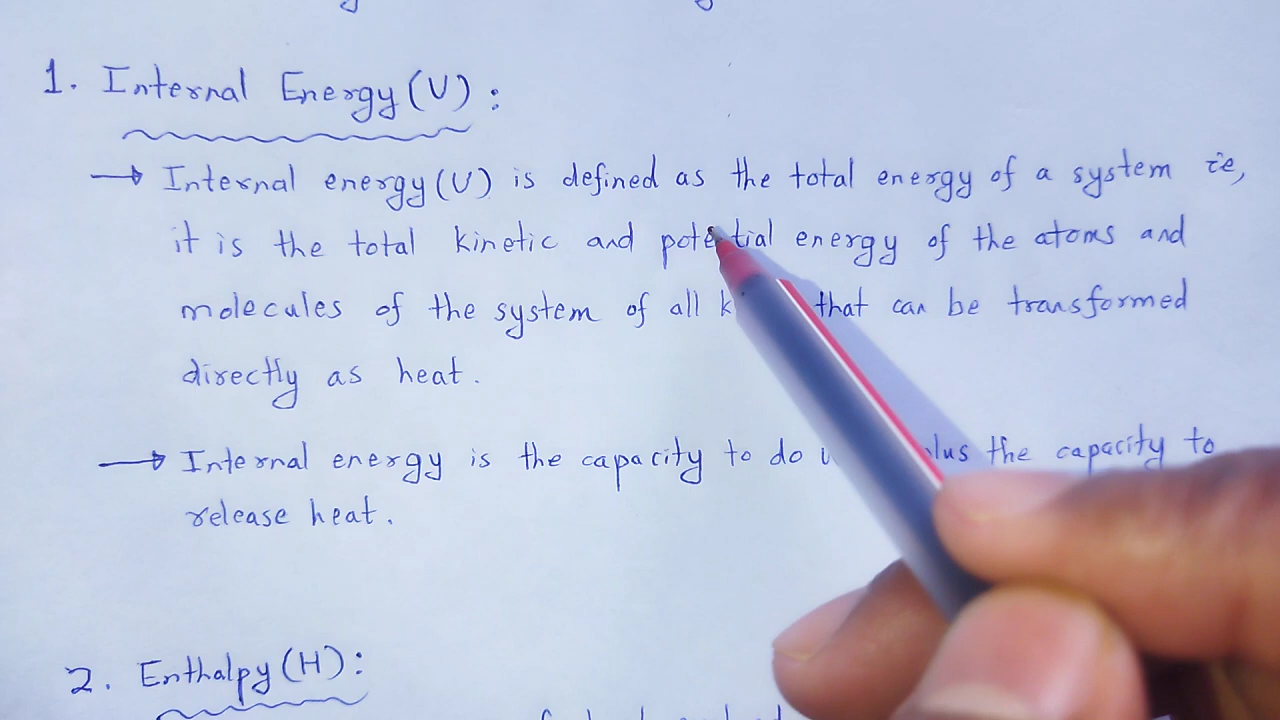 1. Internal Energy (U) :
→ Internal energy (U) is defined as the total energy of a system ie,
it is the total kinetic and potential energy of the atoms and
molecules of the system of all that can be transformed
directly as heat.
→ Internal energy is the capacity to do plus the capacity to
release heat.
2. Enthalpy (H) :